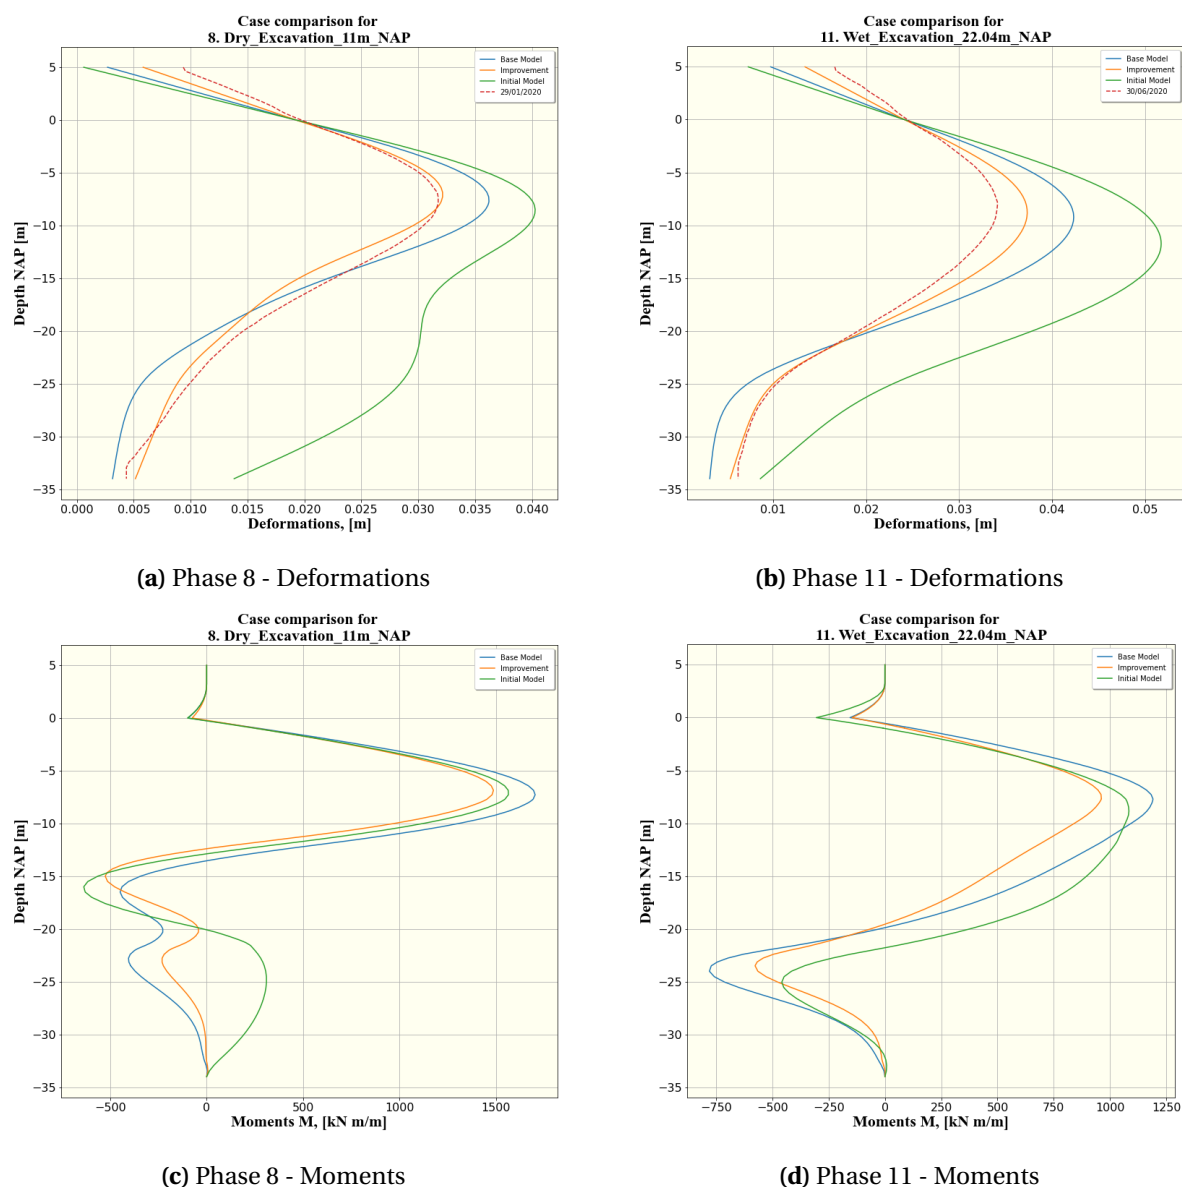 Case comparison for
8. Dry_Excavation_11m_NAP
Base Model
Improvement
Initial Model
29/01/2020
5
0
−5
−10
−15
−20
−25
−30
−35
Depth NAP [m]
0.000 0.005 0.010 0.015 0.020 0.025 0.030 0.035 0.040
Deformations, [m]
(a) Phase 8 - Deformations
Case comparison for
11. Wet_Excavation_22.04m_NAP
Base Model
Improvement
Initial Model
30/06/2020
5
0
−5
−10
−15
−20
−25
−30
−35
Depth NAP [m]
0.01 0.02 0.03 0.04 0.05
Deformations, [m]
(b) Phase 11 - Deformations
Case comparison for
8. Dry_Excavation_11m_NAP
Base Model
Improvement
Initial Model
5
0
−5
−10
−15
−20
−25
−30
−35
Depth NAP [m]
−500 0 500 1000 1500
Moments M, [kN m/m]
(c) Phase 8 - Moments
Case comparison for
11. Wet_Excavation_22.04m_NAP
Base Model
Improvement
Initial Model
5
0
−5
−10
−15
−20
−25
−30
−35
Depth NAP [m]
−750 −500 −250 0 250 500 750 1000 1250
Moments M, [kN m/m]
(d) Phase 11 - Moments